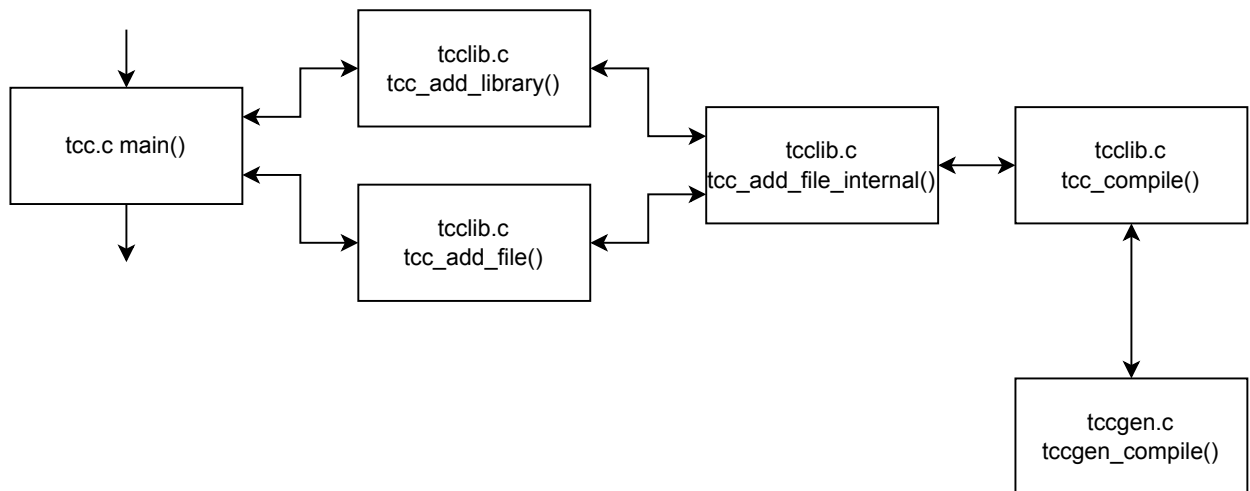 tcc.c main()
tcclib.c
tcc_add_library()
tcclib.c
tcc_add_file()
tcclib.c
tcc_add_file_internal()
tcclib.c
tcc_compile()
tccgen.c
tccgen_compile()